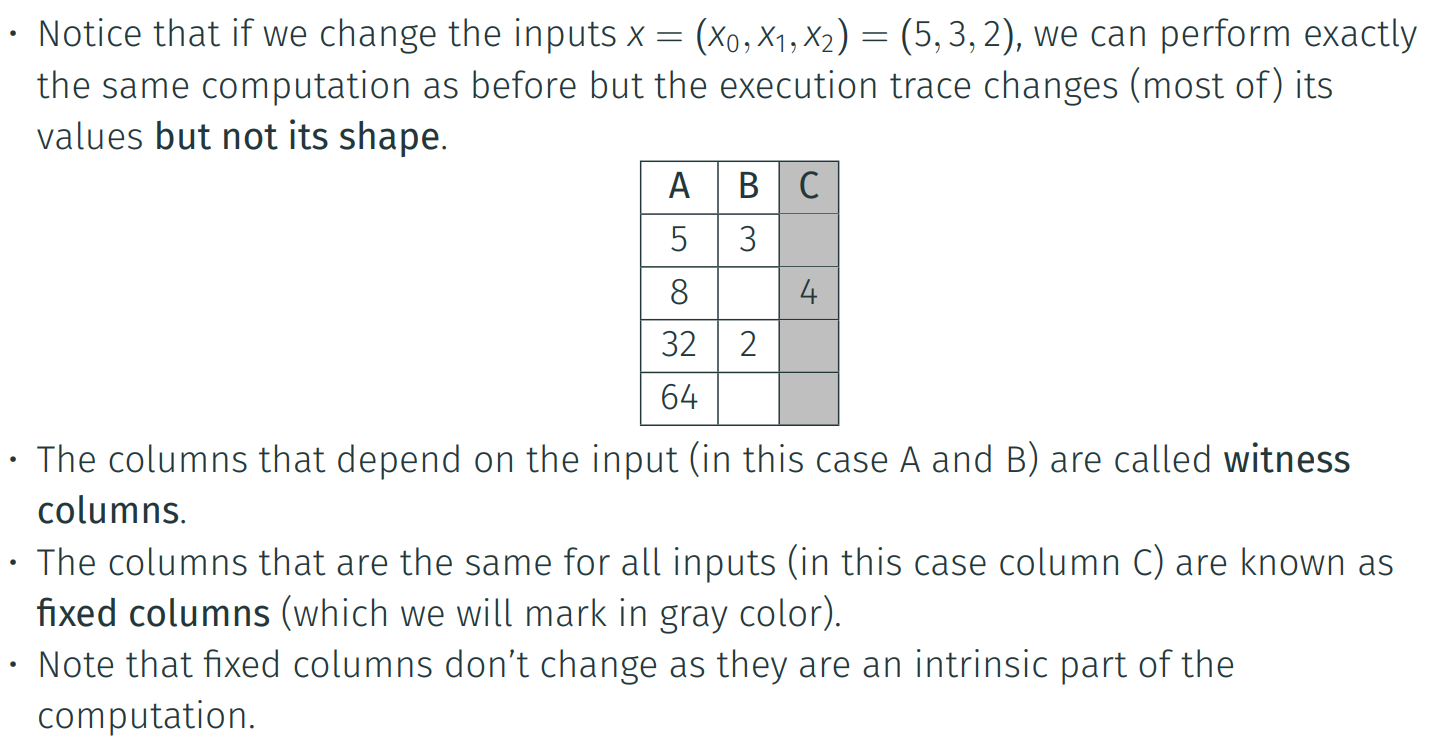 · Notice that if we change the inputs x = (x₀, x₁, x₂) = (5, 3, 2), we can perform exactly
the same computation as before but the execution trace changes (most of) its
values but not its shape.
A B C
5 3
8 4
32 2
64
· The columns that depend on the input (in this case A and B) are called witness
columns.
· The columns that are the same for all inputs (in this case column C) are known as
fixed columns (which we will mark in gray color).
· Note that fixed columns don’t change as they are an intrinsic part of the
computation.